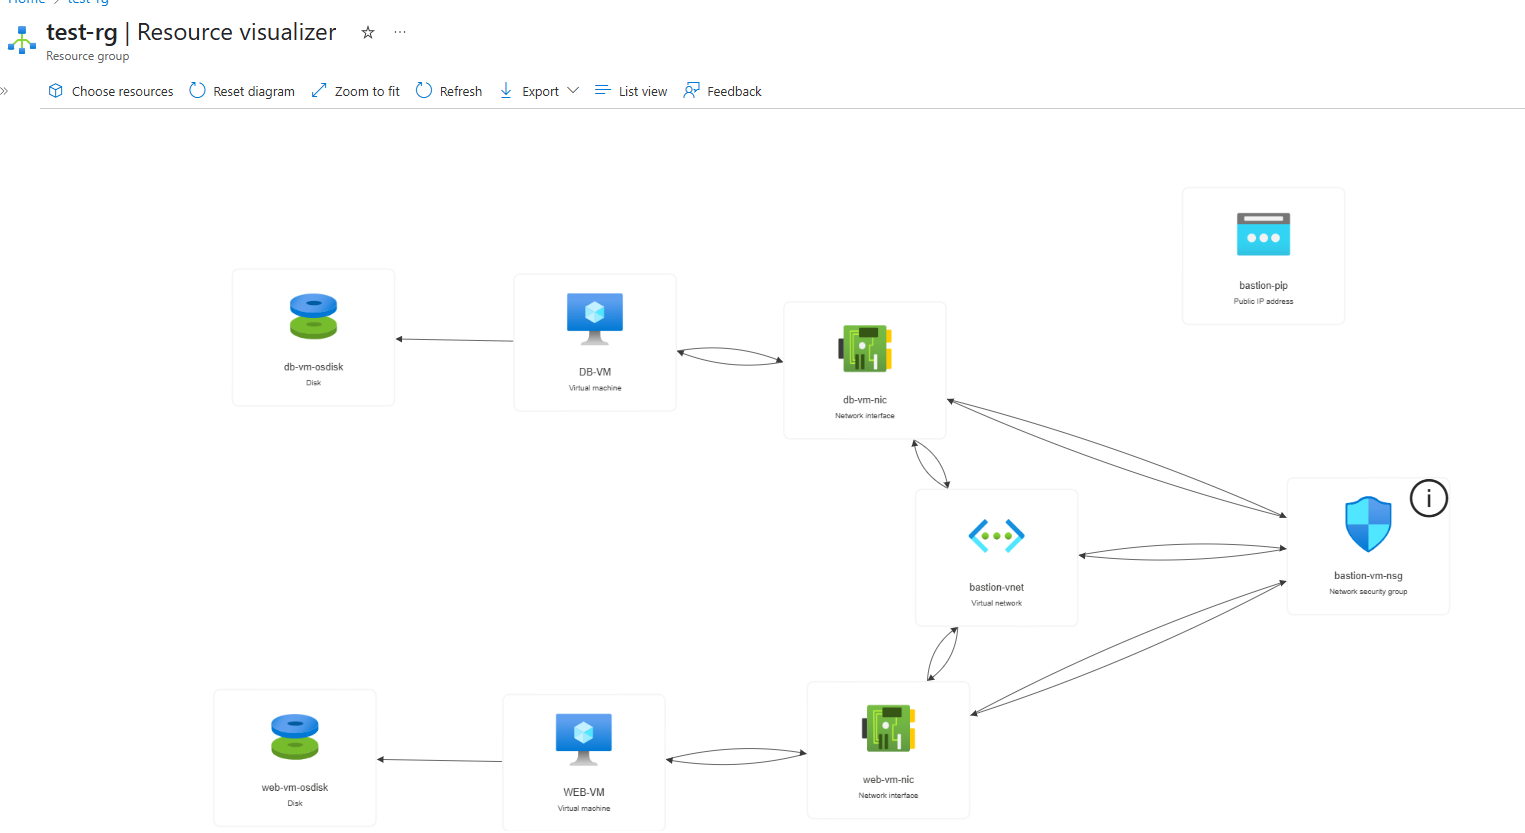 Home > test-rg
test-rg | Resource visualizer
Resource group
Choose resources Reset diagram Zoom to fit Refresh Export List view Feedback
bastion-pip
Public IP address
db-vm-osdisk
Disk
DB-VM
Virtual machine
db-vm-nic
Network interface
bastion-vnet
Virtual network
bastion-vm-nsg
Network security group
web-vm-osdisk
Disk
WEB-VM
Virtual machine
web-vm-nic
Network interface